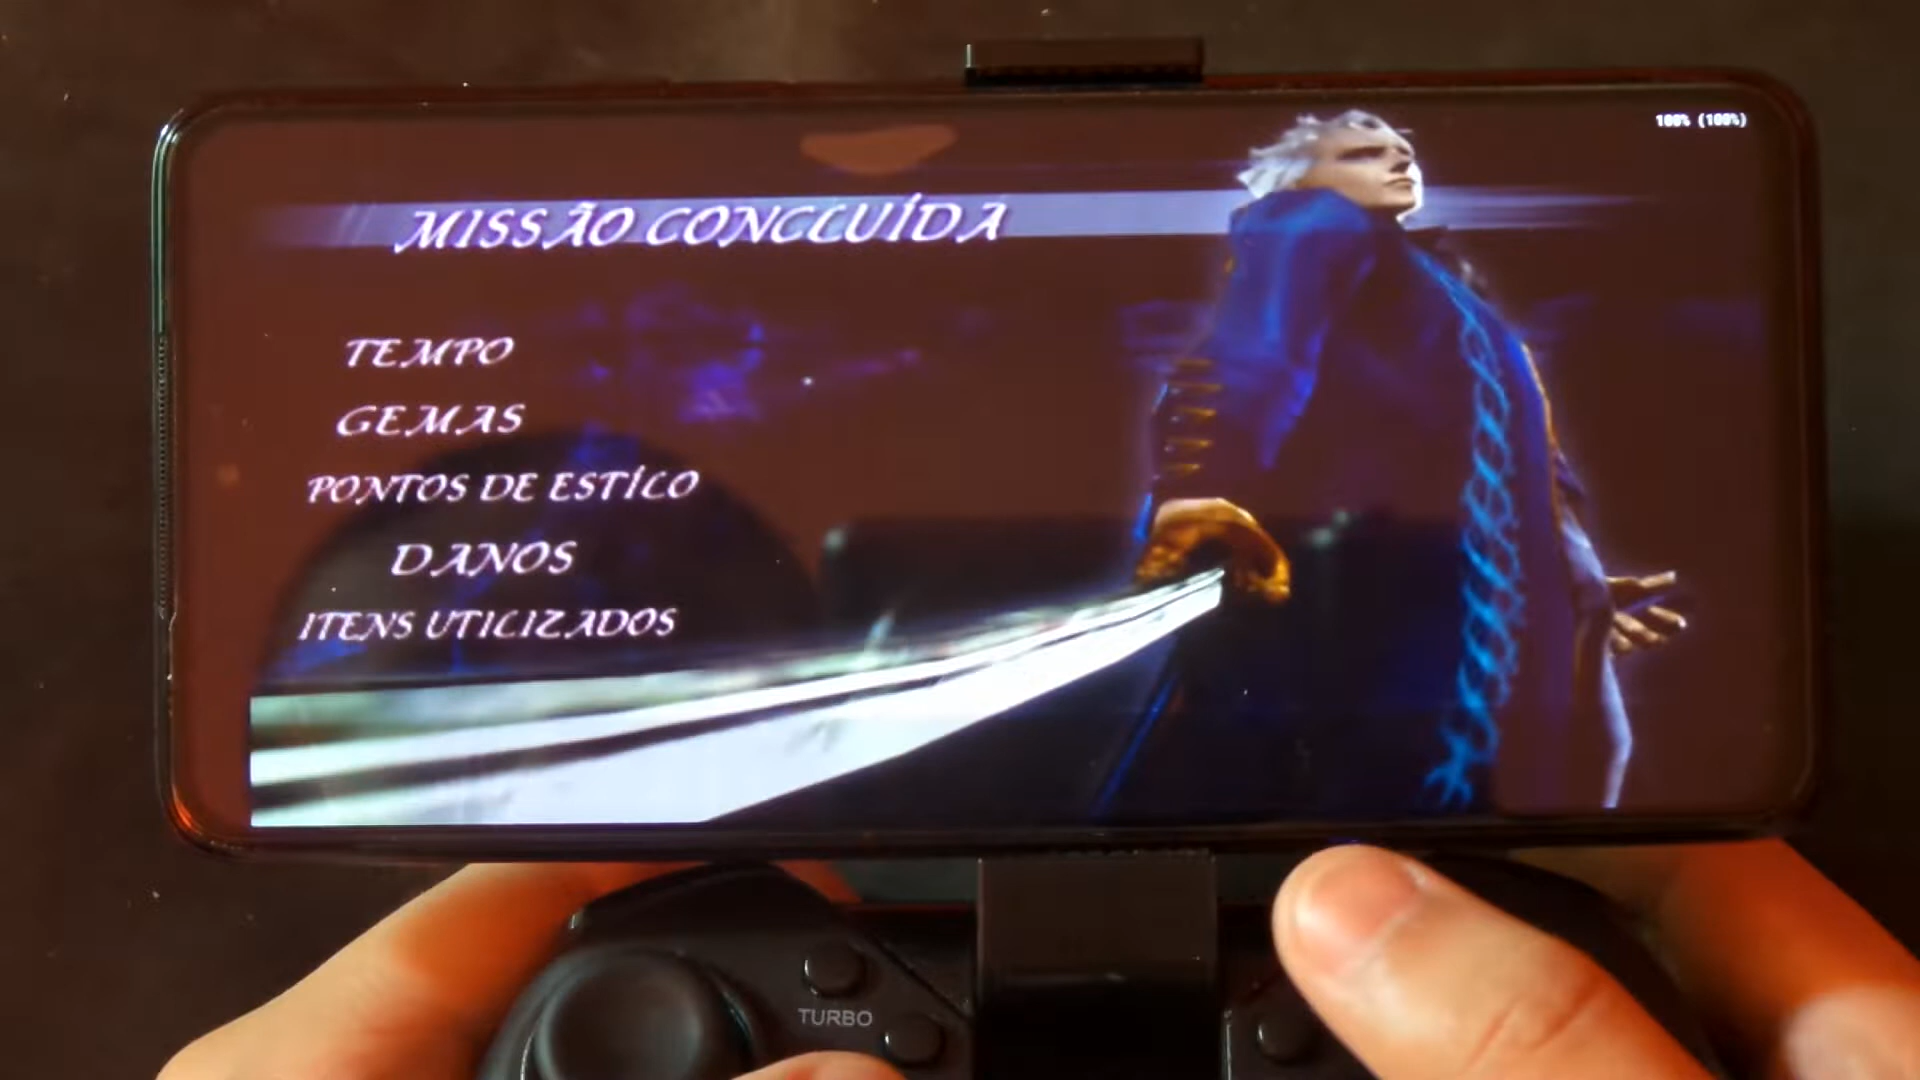 100% (100%)
MISSÃO CONCLUÍDA
TEMPO
GEMAS
PONTOS DE ESTÍLO
DANOS
ITENS UTILIZADOS
TURBO